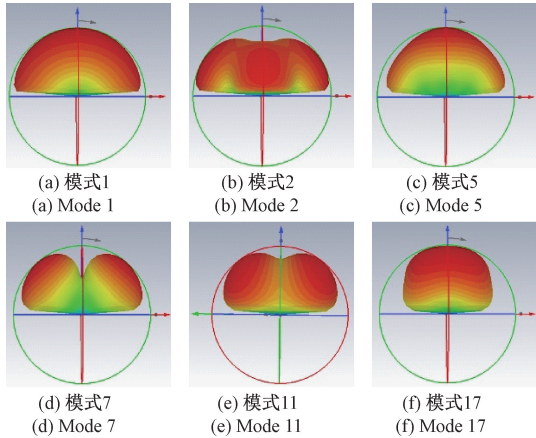 (a) 模式1
(a) Mode 1
(b) 模式2
(b) Mode 2
(c) 模式5
(c) Mode 5
(d) 模式7
(d) Mode 7
(e) 模式11
(e) Mode 11
(f) 模式17
(f) Mode 17